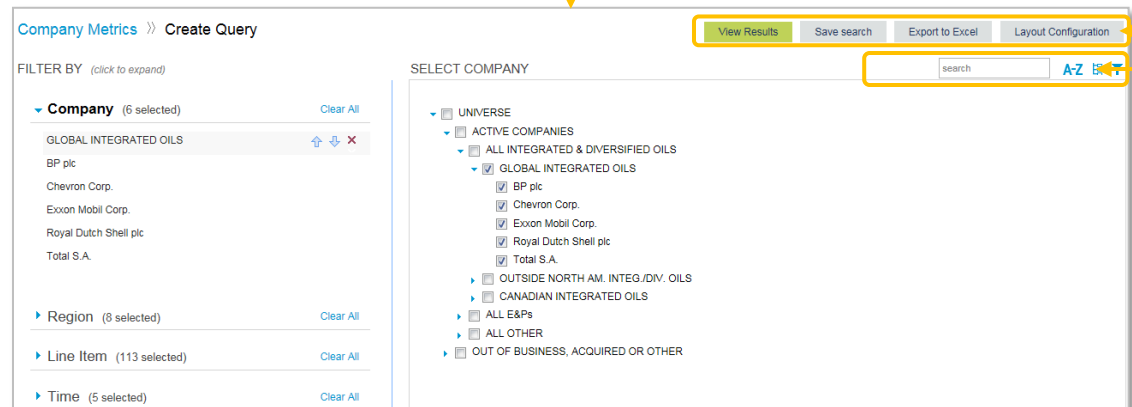 Company Metrics » Create Query
View Results Save search Export to Excel Layout Configuration
FILTER BY (click to expand)
SELECT COMPANY
search A-Z
Company (6 selected) Clear All
GLOBAL INTEGRATED OILS
BP plc
Chevron Corp.
Exxon Mobil Corp.
Royal Dutch Shell plc
Total S.A.
Region (8 selected) Clear All
Line Item (113 selected) Clear All
Time (5 selected) Clear All
UNIVERSE
ACTIVE COMPANIES
ALL INTEGRATED & DIVERSIFIED OILS
GLOBAL INTEGRATED OILS
BP plc
Chevron Corp.
Exxon Mobil Corp.
Royal Dutch Shell plc
Total S.A.
OUTSIDE NORTH AM. INTEG./DIV. OILS
CANADIAN INTEGRATED OILS
ALL E&Ps
ALL OTHER
OUT OF BUSINESS, ACQUIRED OR OTHER